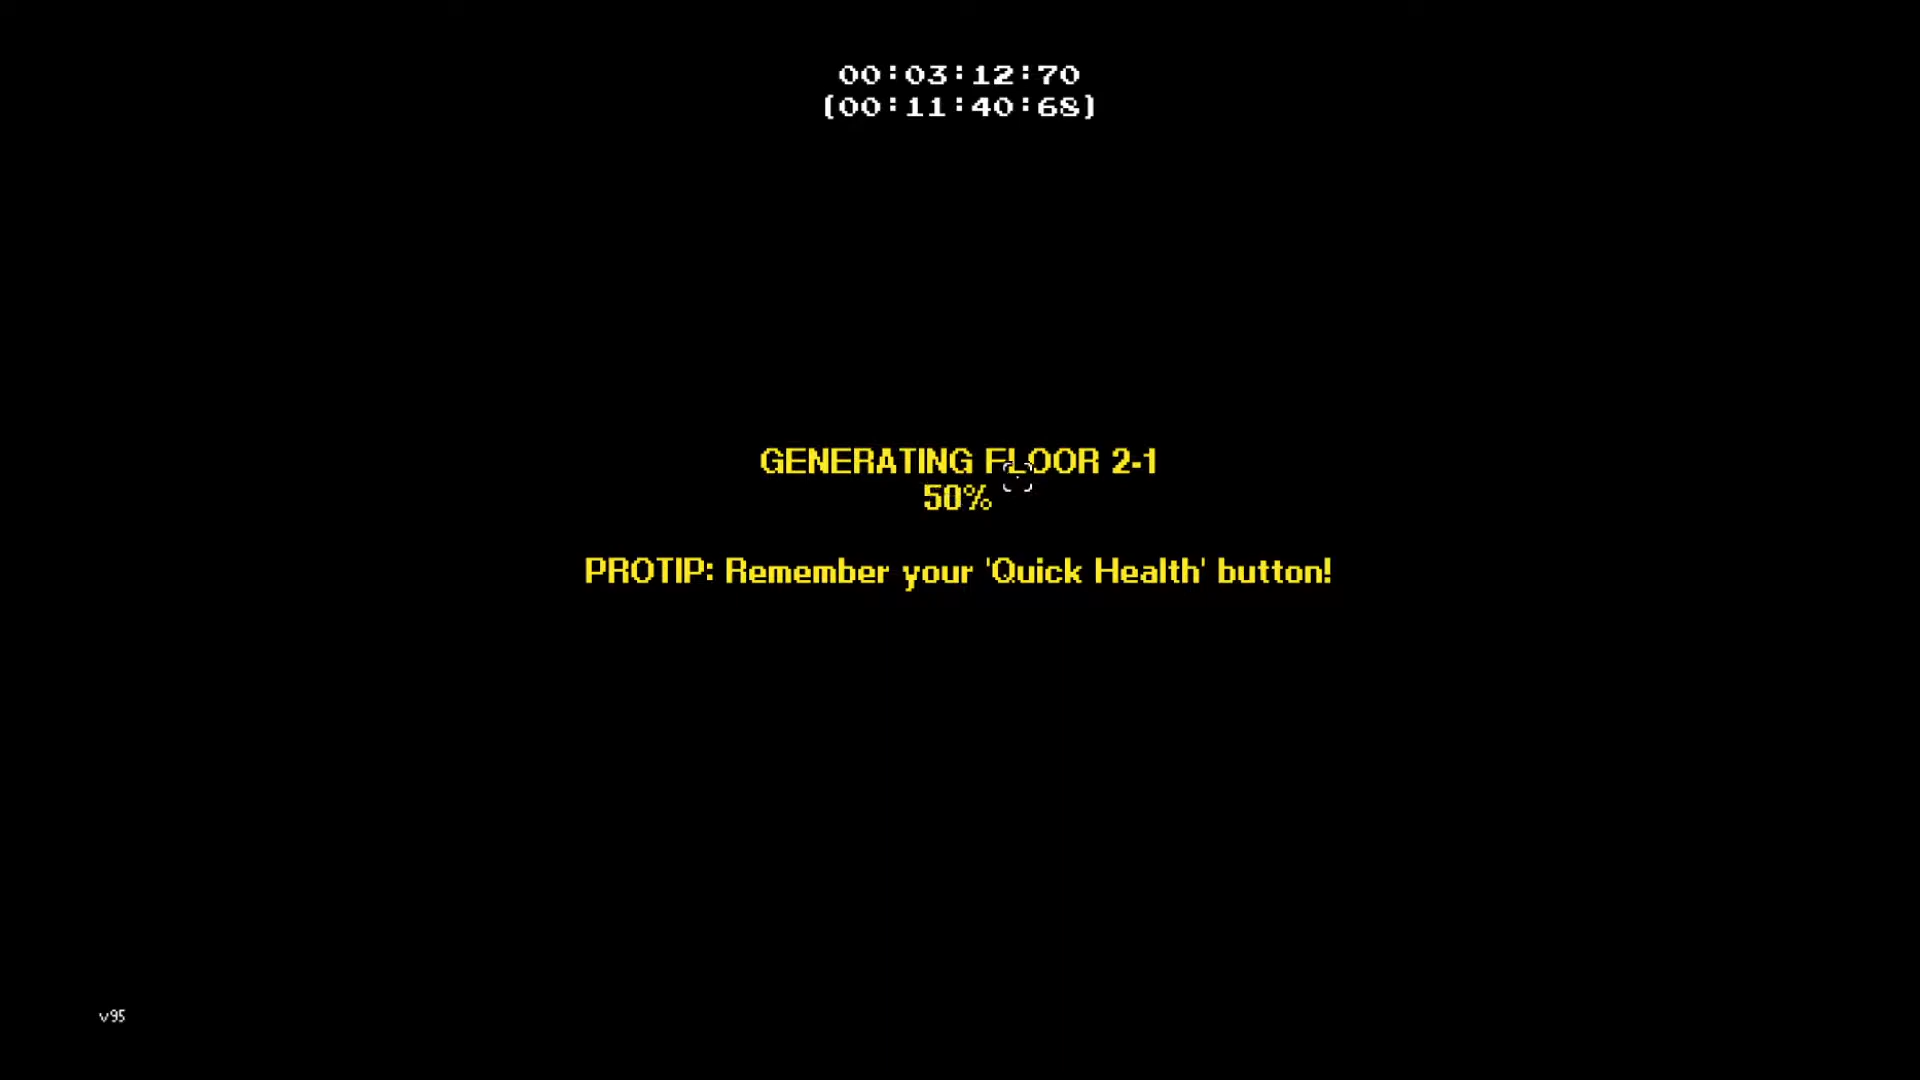 00:03:12:70
(00:11:40:68)
GENERATING FLOOR 2-1
50%
PROTIP: Remember your 'Quick Health' button!
v95